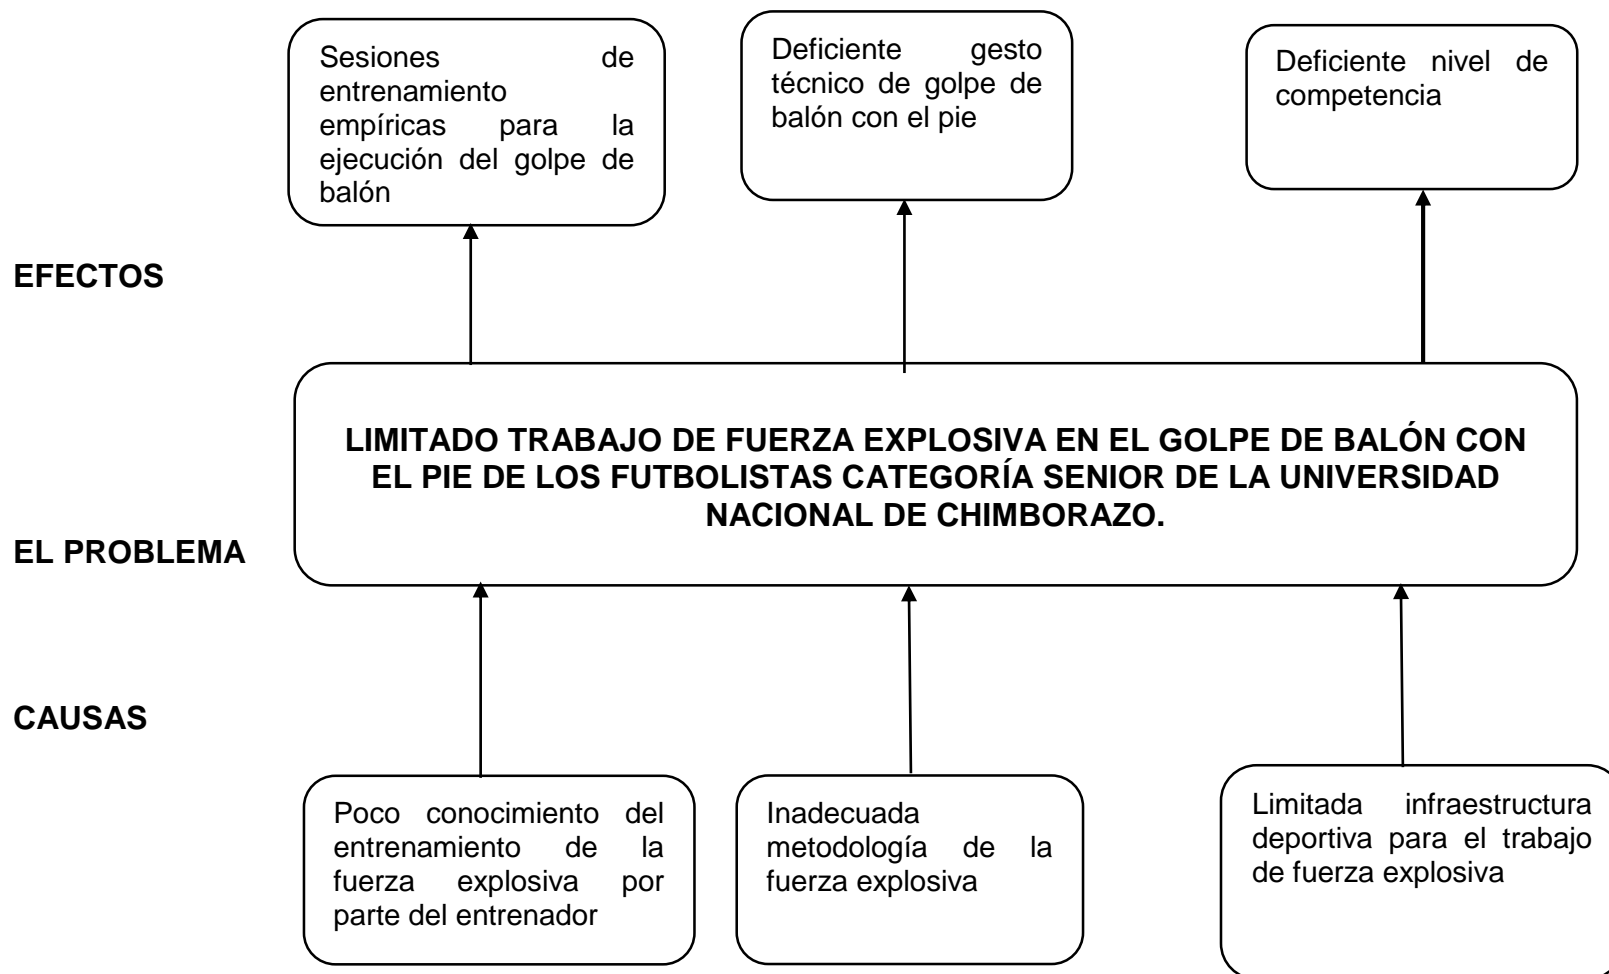 Sesiones de
entrenamiento
empíricas para la
ejecución del golpe de
balón
Deficiente gesto
técnico de golpe de
balón con el pie
Deficiente nivel de
competencia
EFECTOS
LIMITADO TRABAJO DE FUERZA EXPLOSIVA EN EL GOLPE DE BALÓN CON
EL PIE DE LOS FUTBOLISTAS CATEGORÍA SENIOR DE LA UNIVERSIDAD
NACIONAL DE CHIMBORAZO.
EL PROBLEMA
CAUSAS
Poco conocimiento del
entrenamiento de la
fuerza explosiva por
parte del entrenador
Inadecuada
metodología de la
fuerza explosiva
Limitada infraestructura
deportiva para el trabajo
de fuerza explosiva